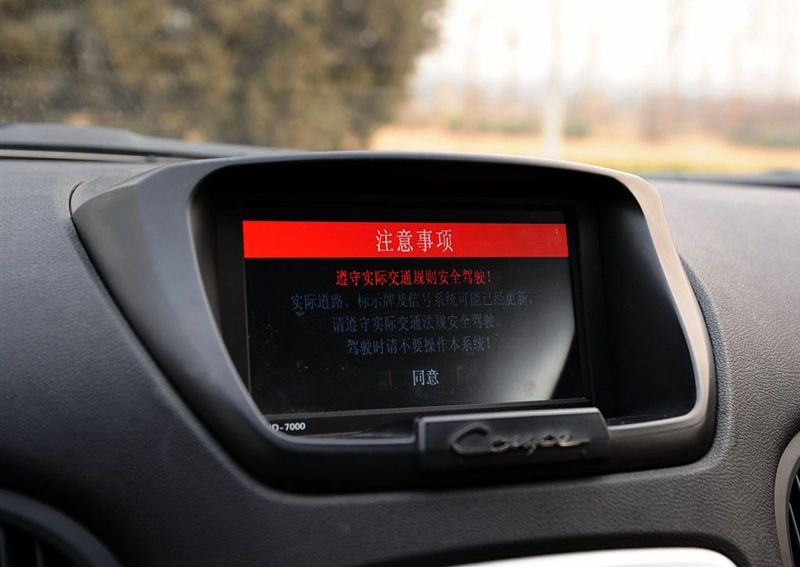 注意事项
遵守实际交通规则安全驾驶！
实际道路、标示牌及信号系统可能已经更新，
请遵守实际交通法规安全驾驶。
驾驶时请不要操作本系统！
同意
D-7000
Coupe